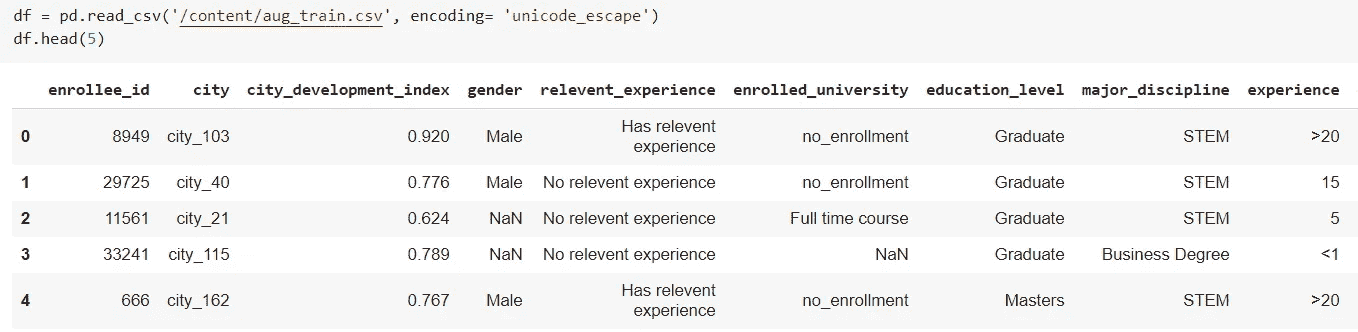 df = pd.read_csv('/content/aug_train.csv', encoding= 'unicode_escape')
df.head(5)
enrollee_id city city_development_index gender relevent_experience enrolled_university education_level major_discipline experience
0 8949 city_103 0.920 Male Has relevent experience no_enrollment Graduate STEM >20
1 29725 city_40 0.776 Male No relevent experience no_enrollment Graduate STEM 15
2 11561 city_21 0.624 NaN No relevent experience Full time course Graduate STEM 5
3 33241 city_115 0.789 NaN No relevent experience NaN Graduate Business Degree <1
4 666 city_162 0.767 Male Has relevent experience no_enrollment Masters STEM >20